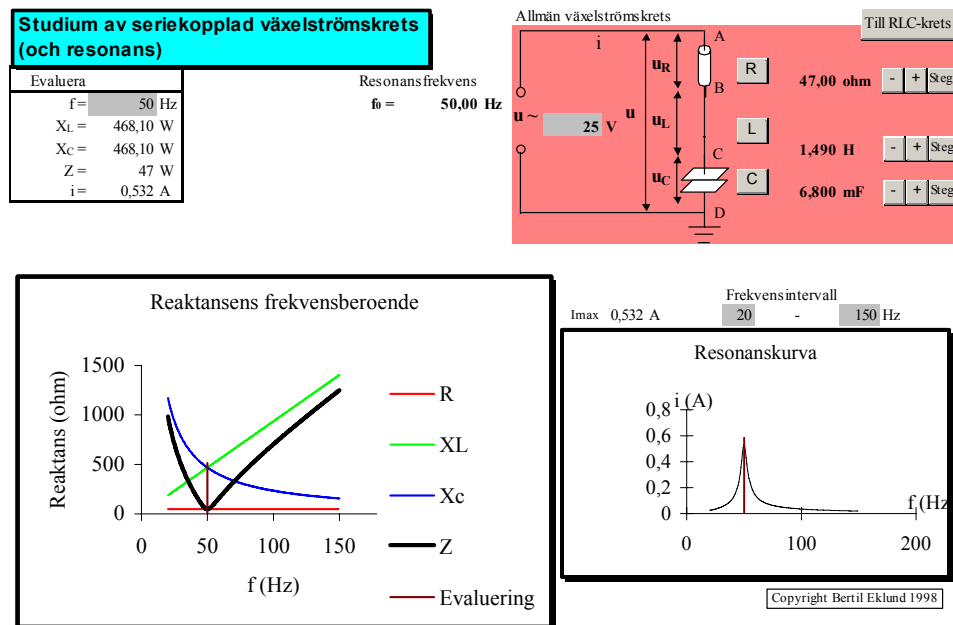 Studium av seriekopplad växelströmskrets
(och resonans)
Evaluera
f = 50 Hz
XL = 468,10 W
XC = 468,10 W
Z = 47 W
i = 0,532 A
Resonansfrekvens
f0 = 50,00 Hz
Allmän växelströmskrets
Till RLC-krets
i
A
uR
R
47,00 ohm
- + Steg
B
u ~ 25 V
u
uL
L
1,490 H
- + Steg
C
uC
C
6,800 mF
- + Steg
D
Reaktansens frekvensberoende
Reaktans (ohm)
1500
1000
500
0
0 50 100 150
f (Hz)
R
XL
Xc
Z
Evaluering
Frekvensintervall
Imax 0,532 A 20 - 150 Hz
Resonanskurva
i (A)
0,8
0,6
0,4
0,2
0
f (Hz
0 100 200
Copyright Bertil Eklund 1998